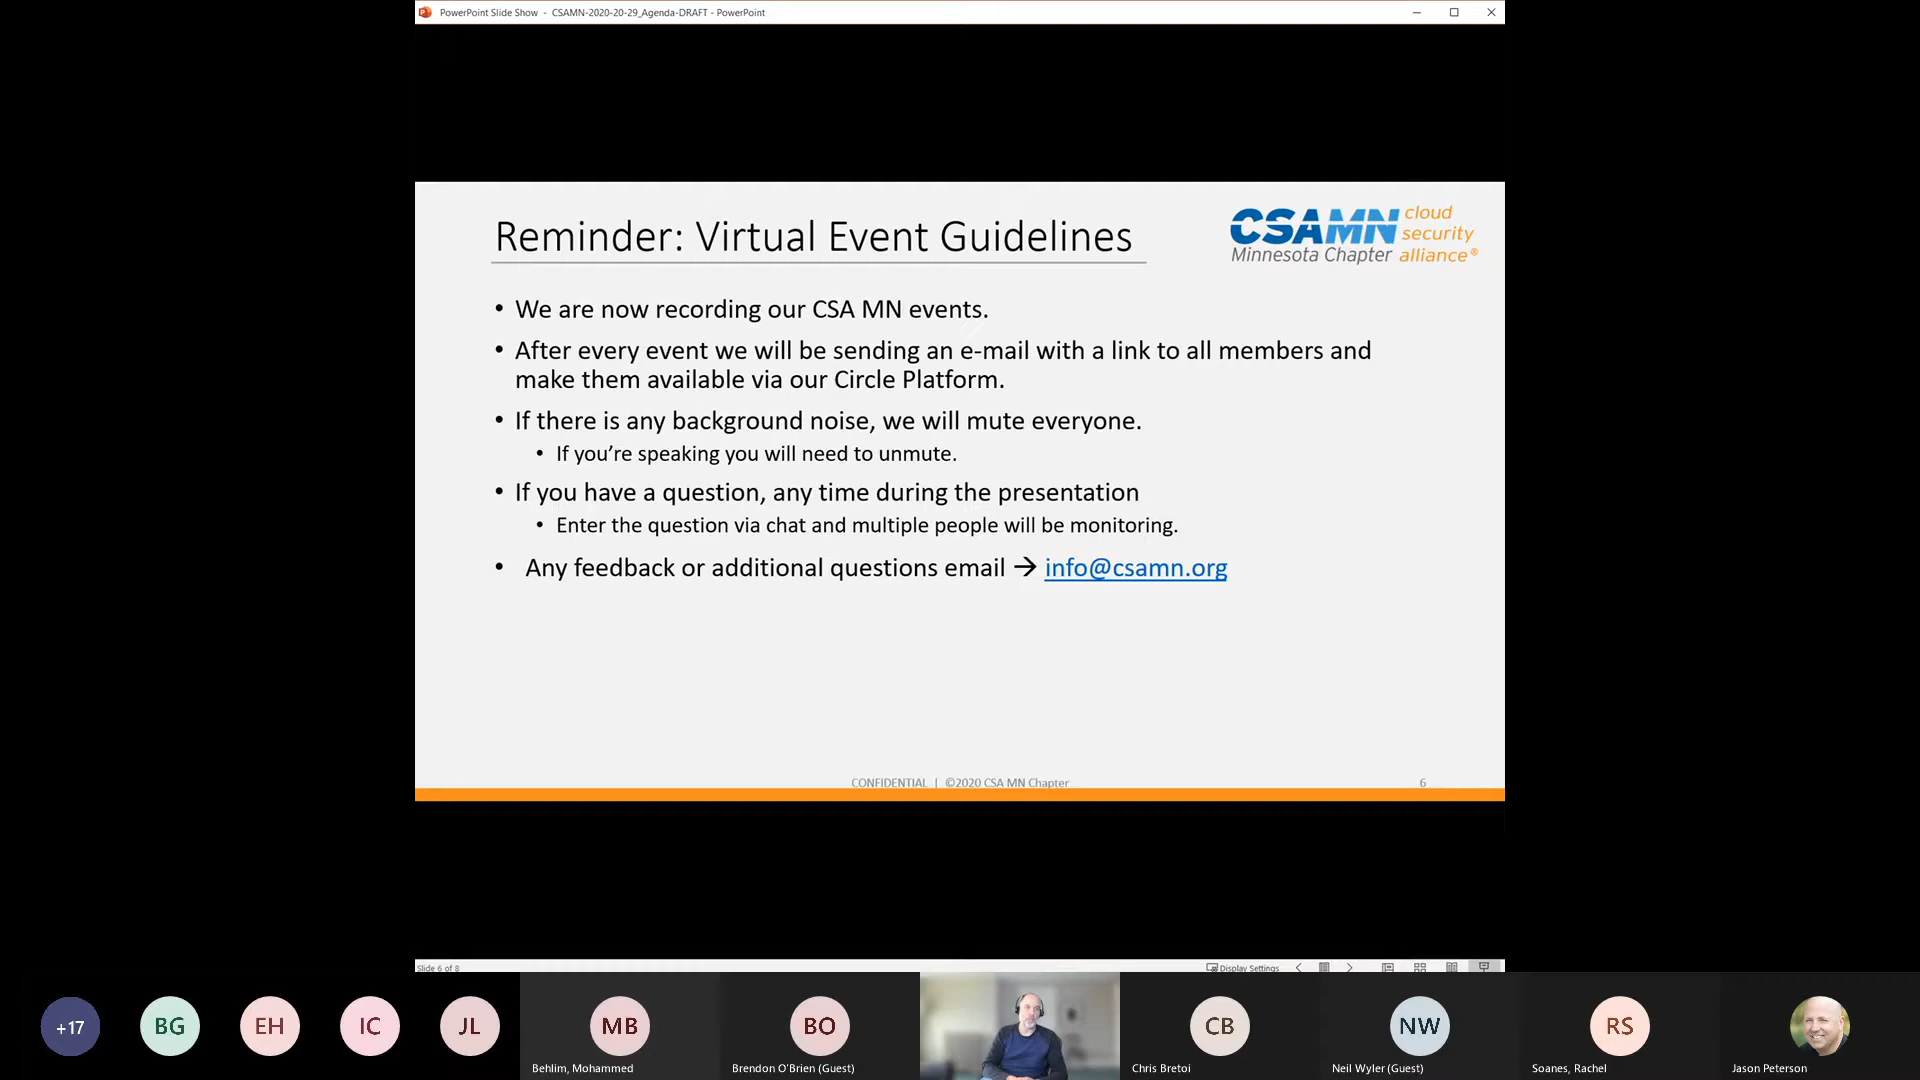 PowerPoint Slide Show - CSAMN-2020-20-29_Agenda-DRAFT - PowerPoint
Reminder: Virtual Event Guidelines
CSAMN cloud
security
Minnesota Chapter alliance®
• We are now recording our CSA MN events.
• After every event we will be sending an e-mail with a link to all members and
make them available via our Circle Platform.
• If there is any background noise, we will mute everyone.
• If you’re speaking you will need to unmute.
• If you have a question, any time during the presentation
• Enter the question via chat and multiple people will be monitoring.
• Any feedback or additional questions email → info@csamn.org
CONFIDENTIAL | ©2020 CSA MN Chapter 6
Slide 6 of 8 Display Settings
+17 BG EH IC JL MB BO CB NW RS
Behlim, Mohammed Brendon O'Brien (Guest) Chris Bretoi Neil Wyler (Guest) Soanes, Rachel Jason Peterson